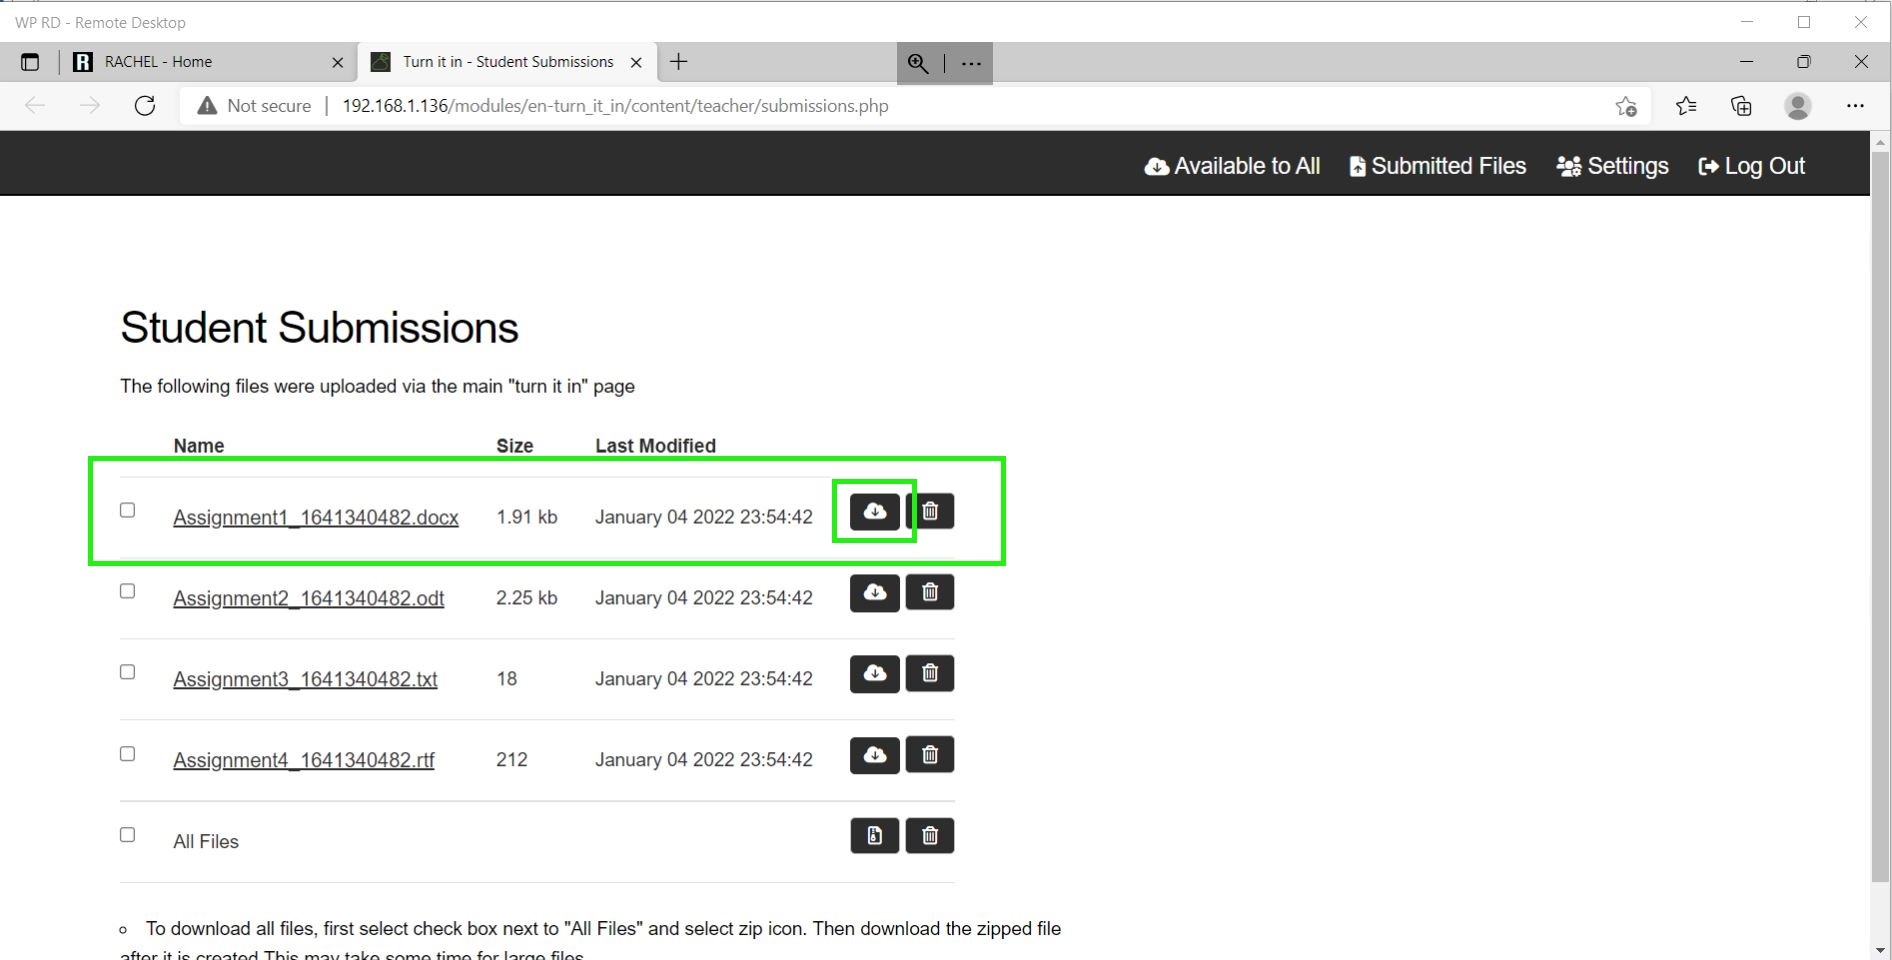 WP RD - Remote Desktop
RACHEL - Home
Turn it in - Student Submissions
Not secure | 192.168.1.136/modules/en-turn_it_in/content/teacher/submissions.php
Available to All Submitted Files Settings Log Out
Student Submissions
The following files were uploaded via the main "turn it in" page
Name Size Last Modified
Assignment1_1641340482.docx 1.91 kb January 04 2022 23:54:42
Assignment2_1641340482.odt 2.25 kb January 04 2022 23:54:42
Assignment3_1641340482.txt 18 January 04 2022 23:54:42
Assignment4_1641340482.rtf 212 January 04 2022 23:54:42
All Files
To download all files, first select check box next to "All Files" and select zip icon. Then download the zipped file
after it is created.This may take some time for large files